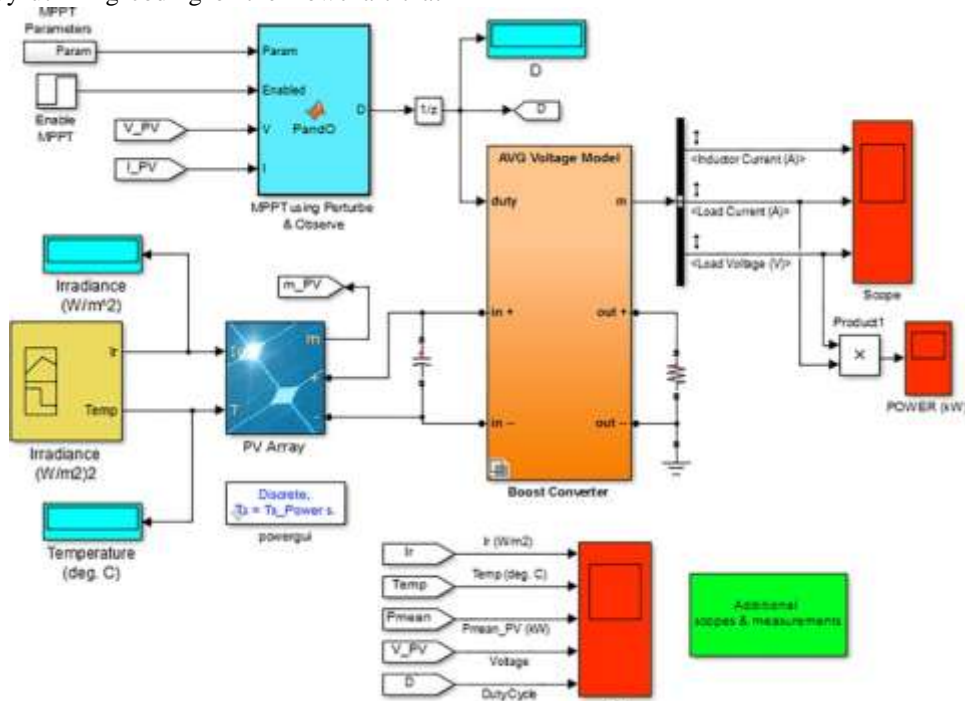 MPPT
Parameters
Param
Param
Enabled
Enable
MPPT
V_PV
V
I_PV
I
D
PandO
MPPT using Perturbe
& Observe
1/z
D
D
AVG Voltage Model
duty
m
in +
out +
in --
out --
Boost Converter
<Inductor Current (A)>
<Load Current (A)>
<Load Voltage (V)>
Scope
Product1
×
POWER (kW)
Irradiance
(W/m^2)
m_PV
Ir
Temp
Irradiance
(W/m2)2
m
T
+
-
PV Array
Temperature
(deg. C)
Discrete,
powergui
Ir
Ir (W/m2)
Temp
Temp (deg. C)
Pmean
Pmean_PV (kW)
V_PV
Voltage
D
DutyCycle
Additional
scopes & measurements